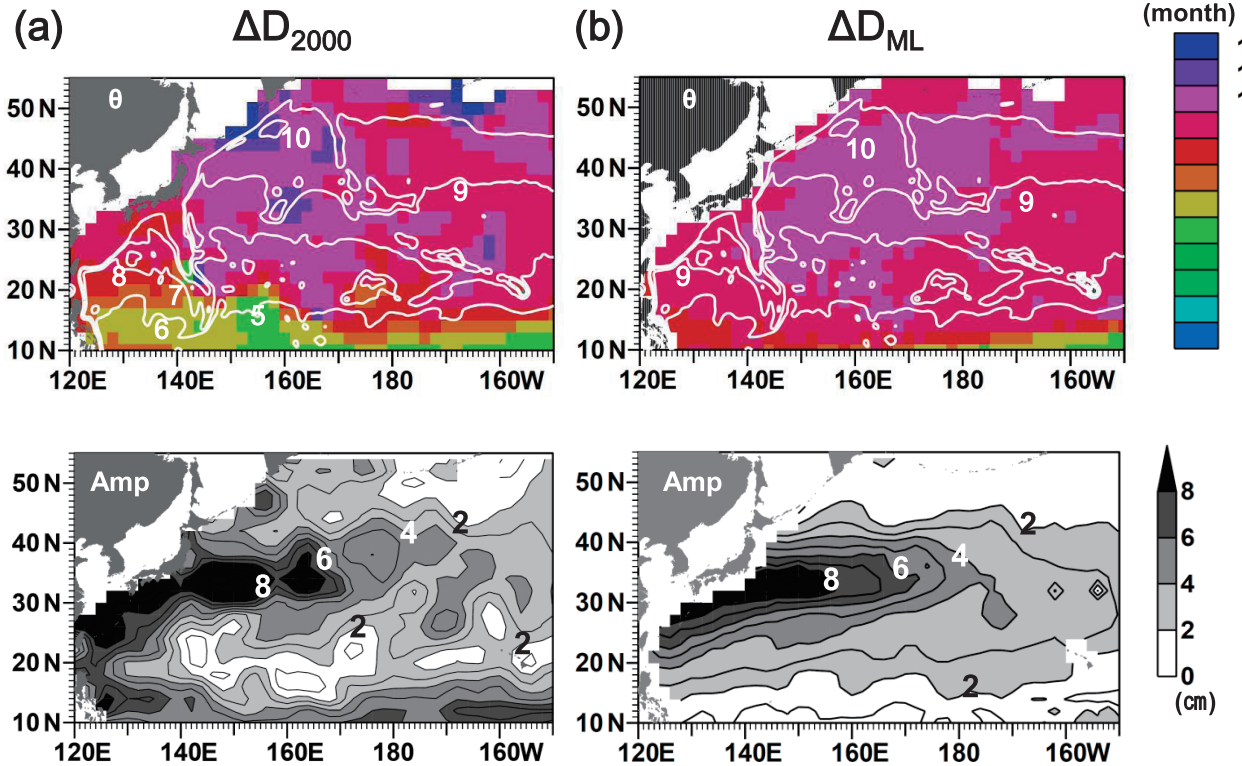 (a) ΔD2000 (b) ΔDML (month)
θ θ
50 N 50 N
10 10
40 N 40 N
9 9
30 N 30 N
8 9
20 N 7 20 N
6 5
10 N 10 N
120E 140E 160E 180 160W 120E 140E 160E 180 160W
Amp Amp
50 N 50 N 8
2 2
40 N 4 40 N 4 6
6 6
8 8 4
30 N 30 N
2 2
20 N 2 20 N 2
0
10 N 10 N (cm)
120E 140E 160E 180 160W 120E 140E 160E 180 160W